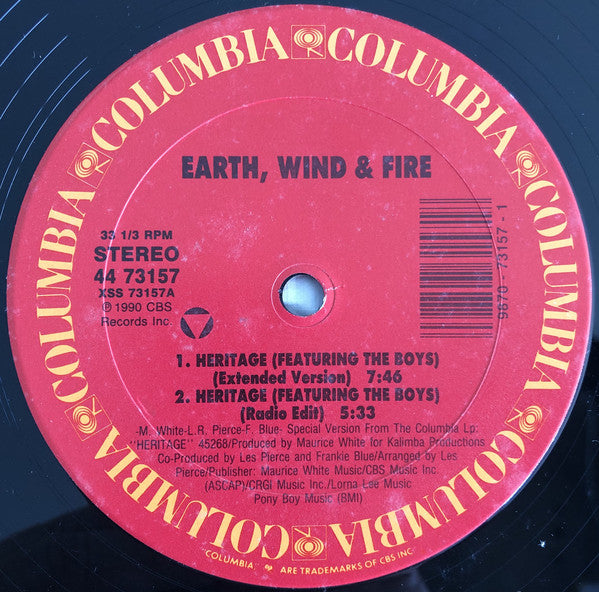 COLUMBIA COLUMBIA COLUMBIA COLUMBIA COLUMBIA COLUMBIA COLUMBIA COLUMBIA
EARTH, WIND & FIRE
33 1/3 RPM
STEREO
44 73157
XSS 73157A
℗ 1990 CBS
Records Inc.
9670 - 73157 - 1
1. HERITAGE (FEATURING THE BOYS)
(Extended Version) 7:46
2. HERITAGE (FEATURING THE BOYS)
(Radio Edit) 5:33
-M. White-L.R. Pierce-F. Blue- Special Version From The Columbia Lp:
"HERITAGE" 45268/Produced by Maurice White for Kalimba Productions
Co-Produced by Les Pierce and Frankie Blue/Arranged by Les
Pierce/Publisher: Maurice White Music/CBS Music Inc.
(ASCAP)/CRGI Music Inc./Lorna Lee Music
Pony Boy Music (BMI)
"COLUMBIA," ARE TRADEMARKS OF CBS INC.